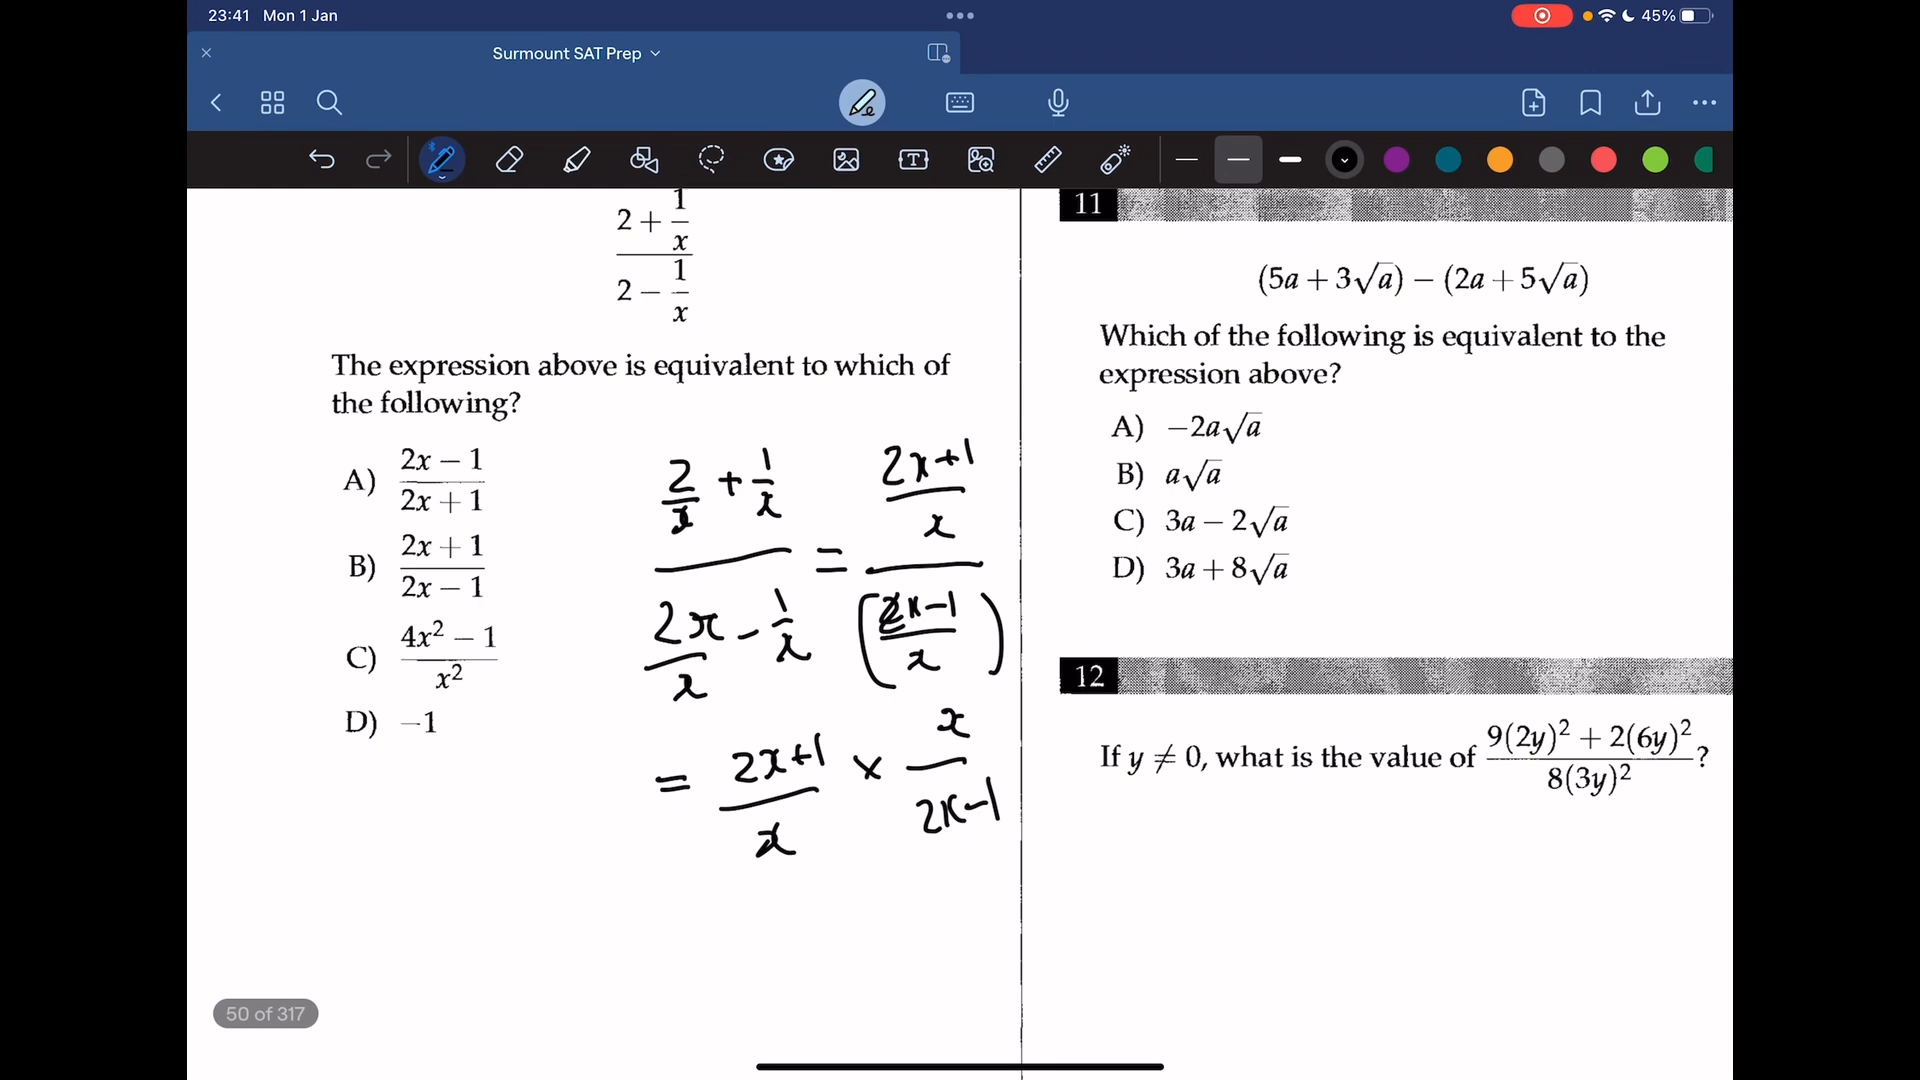 23:41 Mon 1 Jan
45%
Surmount SAT Prep
2 + 1/x
2 − 1/x
The expression above is equivalent to which of
the following?
A) 2x − 1 / 2x + 1
B) 2x + 1 / 2x − 1
C) 4x² − 1 / x²
D) −1
2/x + 1/x = 2x+1/x
2x/x − 1/x (2x−1/x)
= 2x+1/x × x/2x−1
50 of 317
11
(5a + 3√a) − (2a + 5√a)
Which of the following is equivalent to the
expression above?
A) −2a√a
B) a√a
C) 3a − 2√a
D) 3a + 8√a
12
If y ≠ 0, what is the value of 9(2y)² + 2(6y)² / 8(3y)² ?